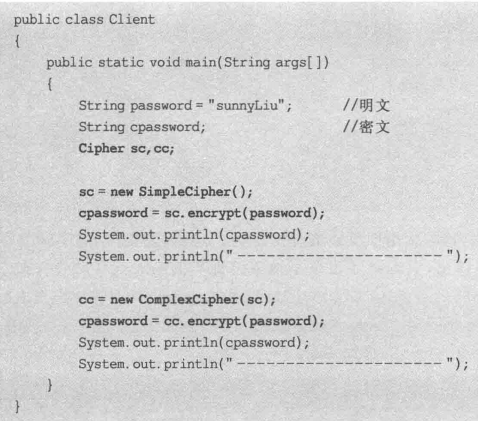 public class Client
{
    public static void main(String args[ ])
    {
        String password = "sunnyLiu";        //明文
        String cpassword;        //密文
        Cipher sc,cc;
        sc = new SimpleCipher();
        cpassword = sc.encrypt(password);
        System.out.println(cpassword);
        System.out.println("---------------------");
        cc = new ComplexCipher(sc);
        cpassword = cc.encrypt(password);
        System.out.println(cpassword);
        System.out.println("---------------------");
    }
}